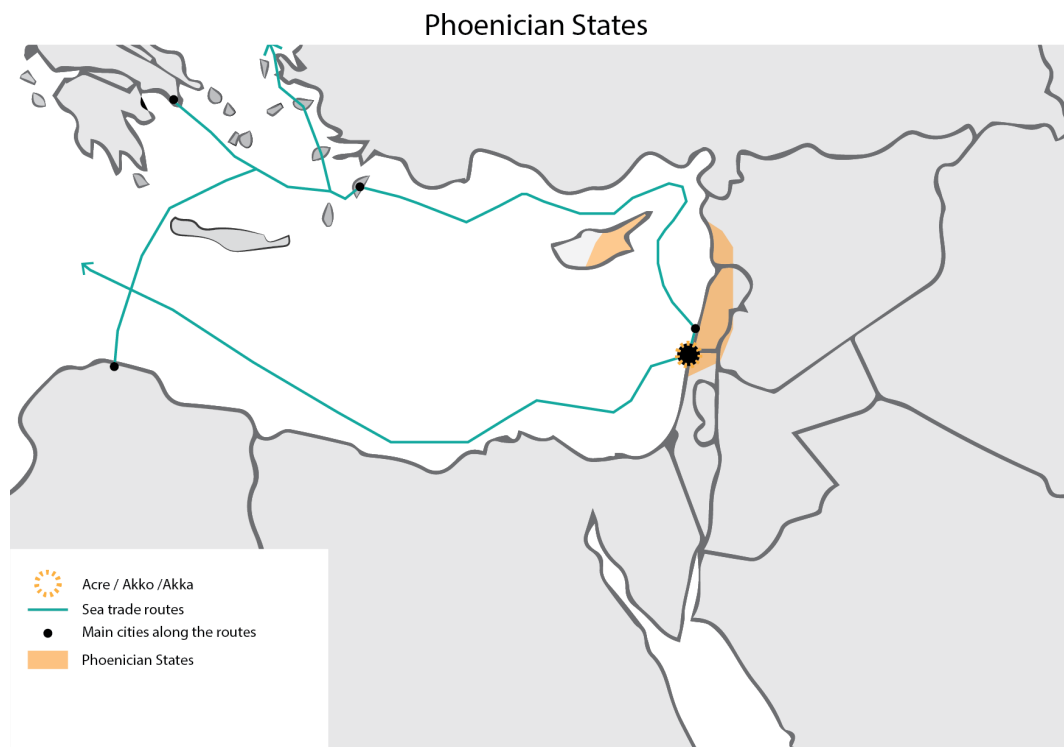 Phoenician States
Acre / Akko /Akka
Sea trade routes
Main cities along the routes
Phoenician States